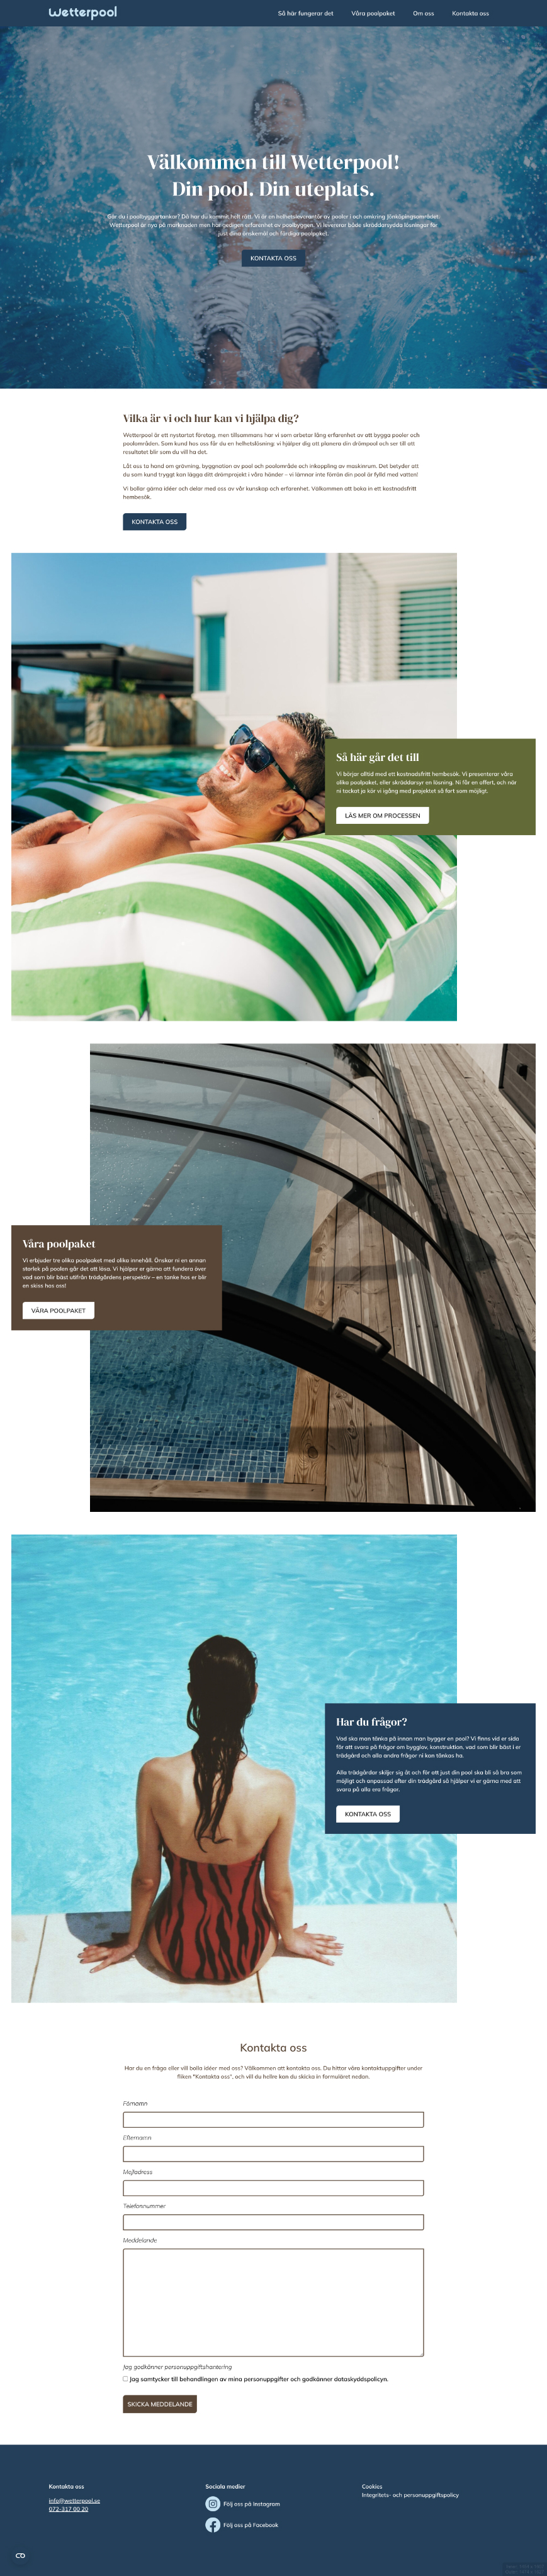 Wetterpool
Så här fungerar det
Våra poolpaket
Om oss
Kontakta oss
Välkommen till Wetterpool!
Din pool. Din uteplats.
Går du i poolbyggartankar? Då har du kommit helt rätt. Vi är en helhetsleverantör av pooler i och omkring Jönköpingsområdet.
Wetterpool är nya på marknaden men har gediget erfarenhet av poolbyggen. Vi levererar både skräddarsydda lösningar för
just dina önskemål och färdiga poolpaket.
KONTAKTA OSS
Vilka är vi och hur kan vi hjälpa dig?
Wetterpool är ett nystartat företag, men tillsammans har vi som arbetar lång erfarenhet av att bygga pooler och
poolområden. Som kund hos oss får du en helhetslösning: vi hjälper dig att planera din drömpool och ser till att
resultatet blir som du vill ha det.
Låt oss ta hand om grävning, byggnation av pool och poolområde och inkoppling av maskinrum. Det betyder att
du som kund tryggt kan lägga ditt drömprojekt i våra händer – vi lämnar inte förrän din pool är fylld med vatten!
Vi bollar gärna idéer och delar med oss av vår kunskap och erfarenhet. Välkommen att boka in ett kostnadsfritt
hembesök.
KONTAKTA OSS
Så här går det till
Vi börjar alltid med ett kostnadsfritt hembesök. Vi presenterar våra
olika poolpaket, eller skräddarsyr en lösning. Ni får en offert, och när
ni tackat ja kör vi igång med projektet så fort som möjligt.
LÄS MER OM PROCESSEN
Våra poolpaket
Vi erbjuder tre olika poolpaket med olika innehåll. Önskar ni en annan
storlek på poolen går det att lösa. Vi hjälper er gärna att fundera över
vad som blir bäst utifrån trädgårdens perspektiv – en tanke hos er blir
en skiss hos oss!
VÅRA POOLPAKET
Har du frågor?
Vad ska man tänka på innan man bygger en pool? Vi finns vid er sida
för att svara på frågor om bygglov, konstruktion, vad som blir bäst i er
trädgård och alla andra frågor ni kan tänkas ha.
Alla trädgårdar skiljer sig åt och för att just din pool ska bli så bra som
möjligt och anpassad efter din trädgård så hjälper vi er gärna med att
svara på alla era frågor.
KONTAKTA OSS
Kontakta oss
Har du en fråga eller vill bolla idéer med oss? Välkommen att kontakta oss. Du hittar våra kontaktuppgifter under
fliken "Kontakta oss", och vill du hellre kan du skicka in formuläret nedan.
Förnamn
Efternamn
Mejladress
Telefonnummer
Meddelande
Jag godkänner personuppgiftshantering
Jag samtycker till behandlingen av mina personuppgifter och godkänner dataskyddspolicyn.
SKICKA MEDDELANDE
Kontakta oss
info@wetterpool.se
072-317 60 20
Sociala medier
Följ oss på Instagram
Följ oss på Facebook
Cookies
Integritets- och personuppgiftspolicy